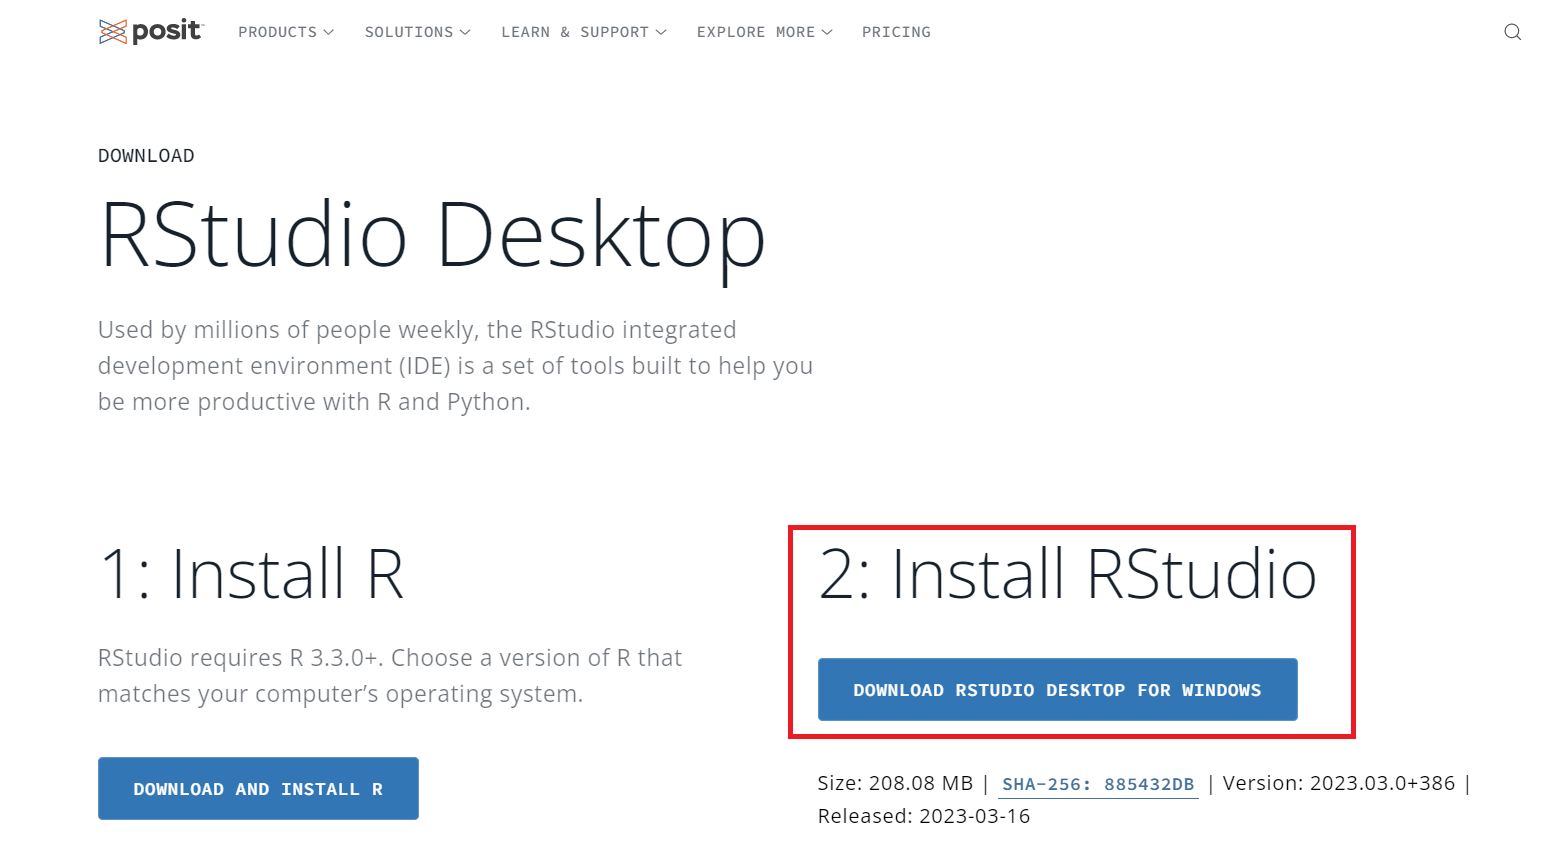 posit PRODUCTS SOLUTIONS LEARN & SUPPORT EXPLORE MORE PRICING
DOWNLOAD
RStudio Desktop
Used by millions of people weekly, the RStudio integrated
development environment (IDE) is a set of tools built to help you
be more productive with R and Python.
1: Install R
RStudio requires R 3.3.0+. Choose a version of R that
matches your computer’s operating system.
DOWNLOAD AND INSTALL R
2: Install RStudio
DOWNLOAD RSTUDIO DESKTOP FOR WINDOWS
Size: 208.08 MB | SHA-256: 885432DB | Version: 2023.03.0+386 |
Released: 2023-03-16